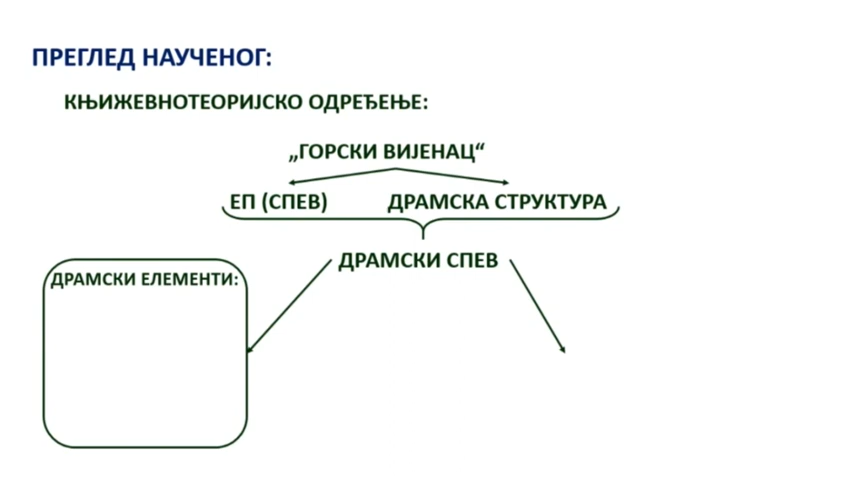 ПРЕГЛЕД НАУЧЕНОГ:
КЊИЖЕВНОТЕОРИЈСКО ОДРЕЂЕЊЕ:
„ГОРСКИ ВИЈЕНАЦ“
ЕП (СПЕВ) ДРАМСКА СТРУКТУРА
ДРАМСКИ СПЕВ
ДРАМСКИ ЕЛЕМЕНТИ: